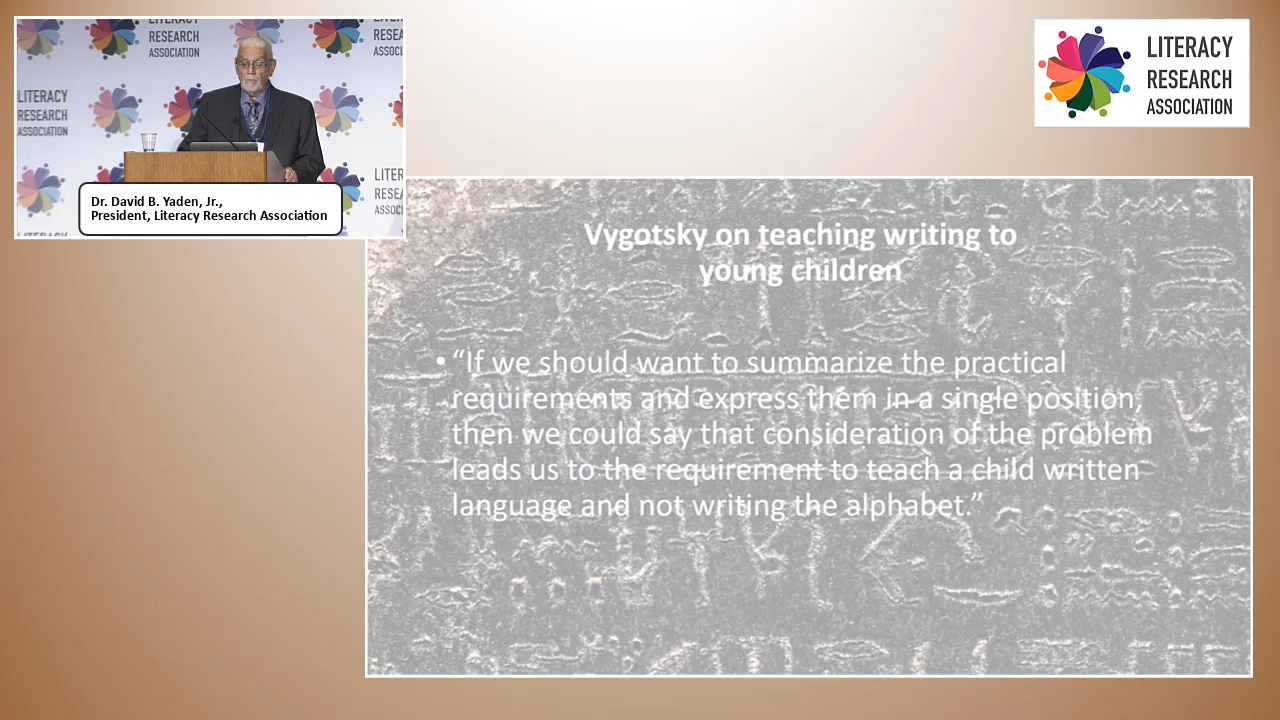 LITERACY
RESEARCH
ASSOCIATION
LITERACY
RESEARCH
ASSOCIATION
LITERACY
RESEARCH
ASSOCIATION
Dr. David B. Yaden, Jr.,
President, Literacy Research Association
Vygotsky on teaching writing to
young children
• “If we should want to summarize the practical
requirements and express them in a single position,
then we could say that consideration of the problem
leads us to the requirement to teach a child written
language and not writing the alphabet.”